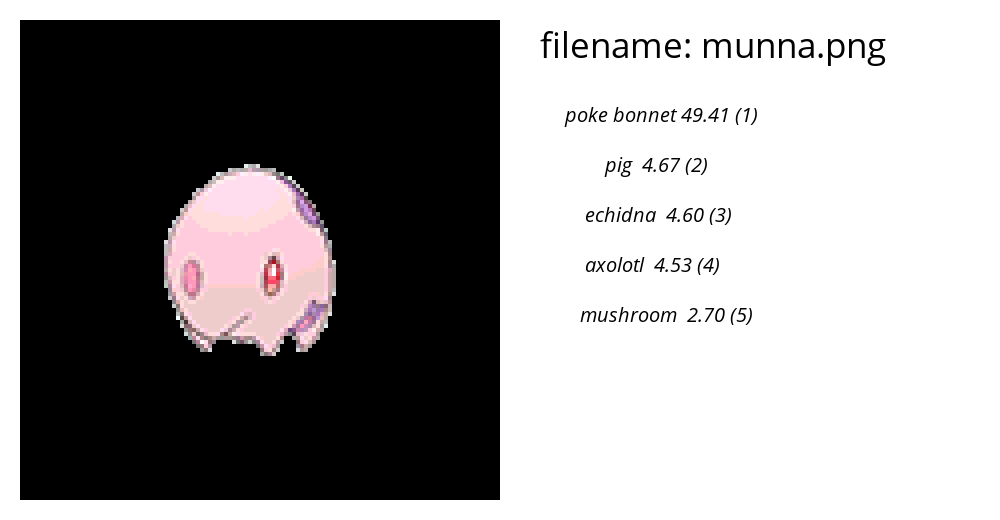 filename: munna.png
poke bonnet 49.41 (1)
pig 4.67 (2)
echidna 4.60 (3)
axolotl 4.53 (4)
mushroom 2.70 (5)